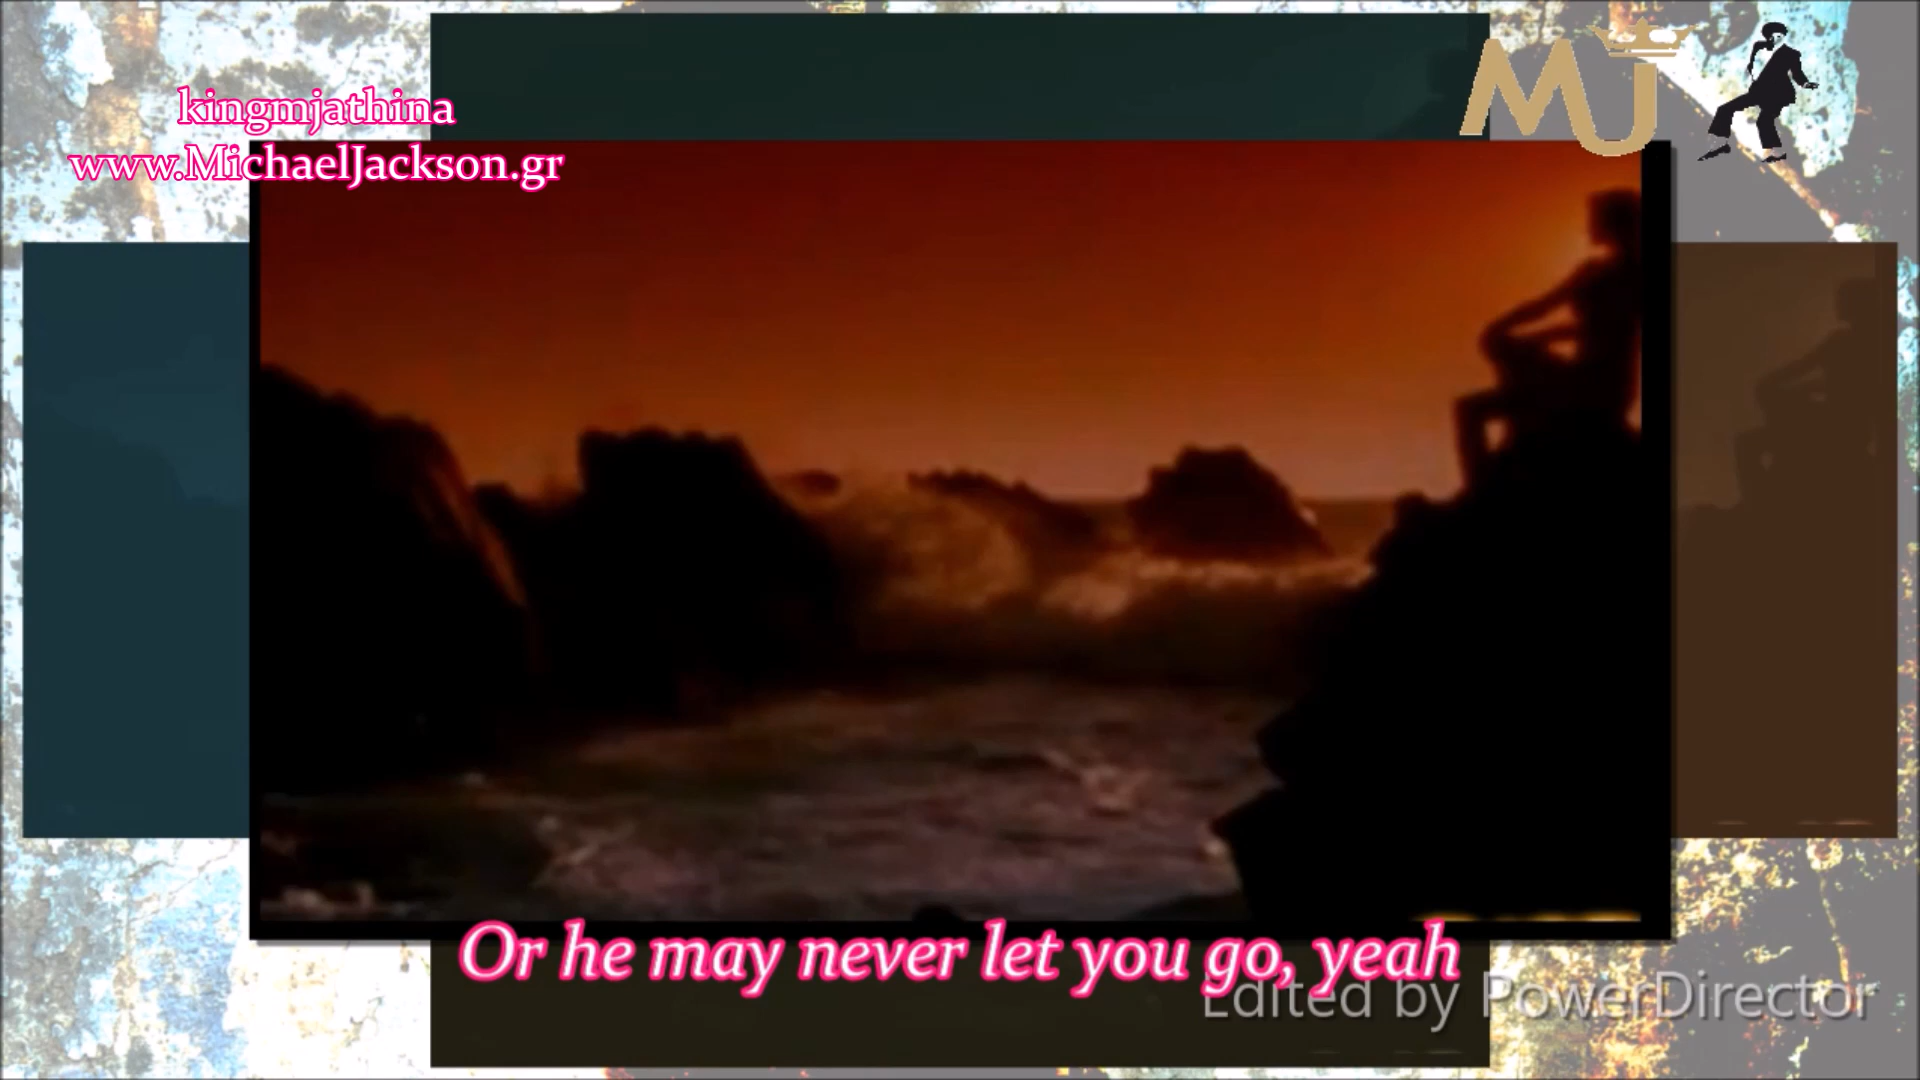 kingmjathina
www.MichaelJackson.gr
MJ
Or he may never let you go, yeah
Edited by PowerDirector